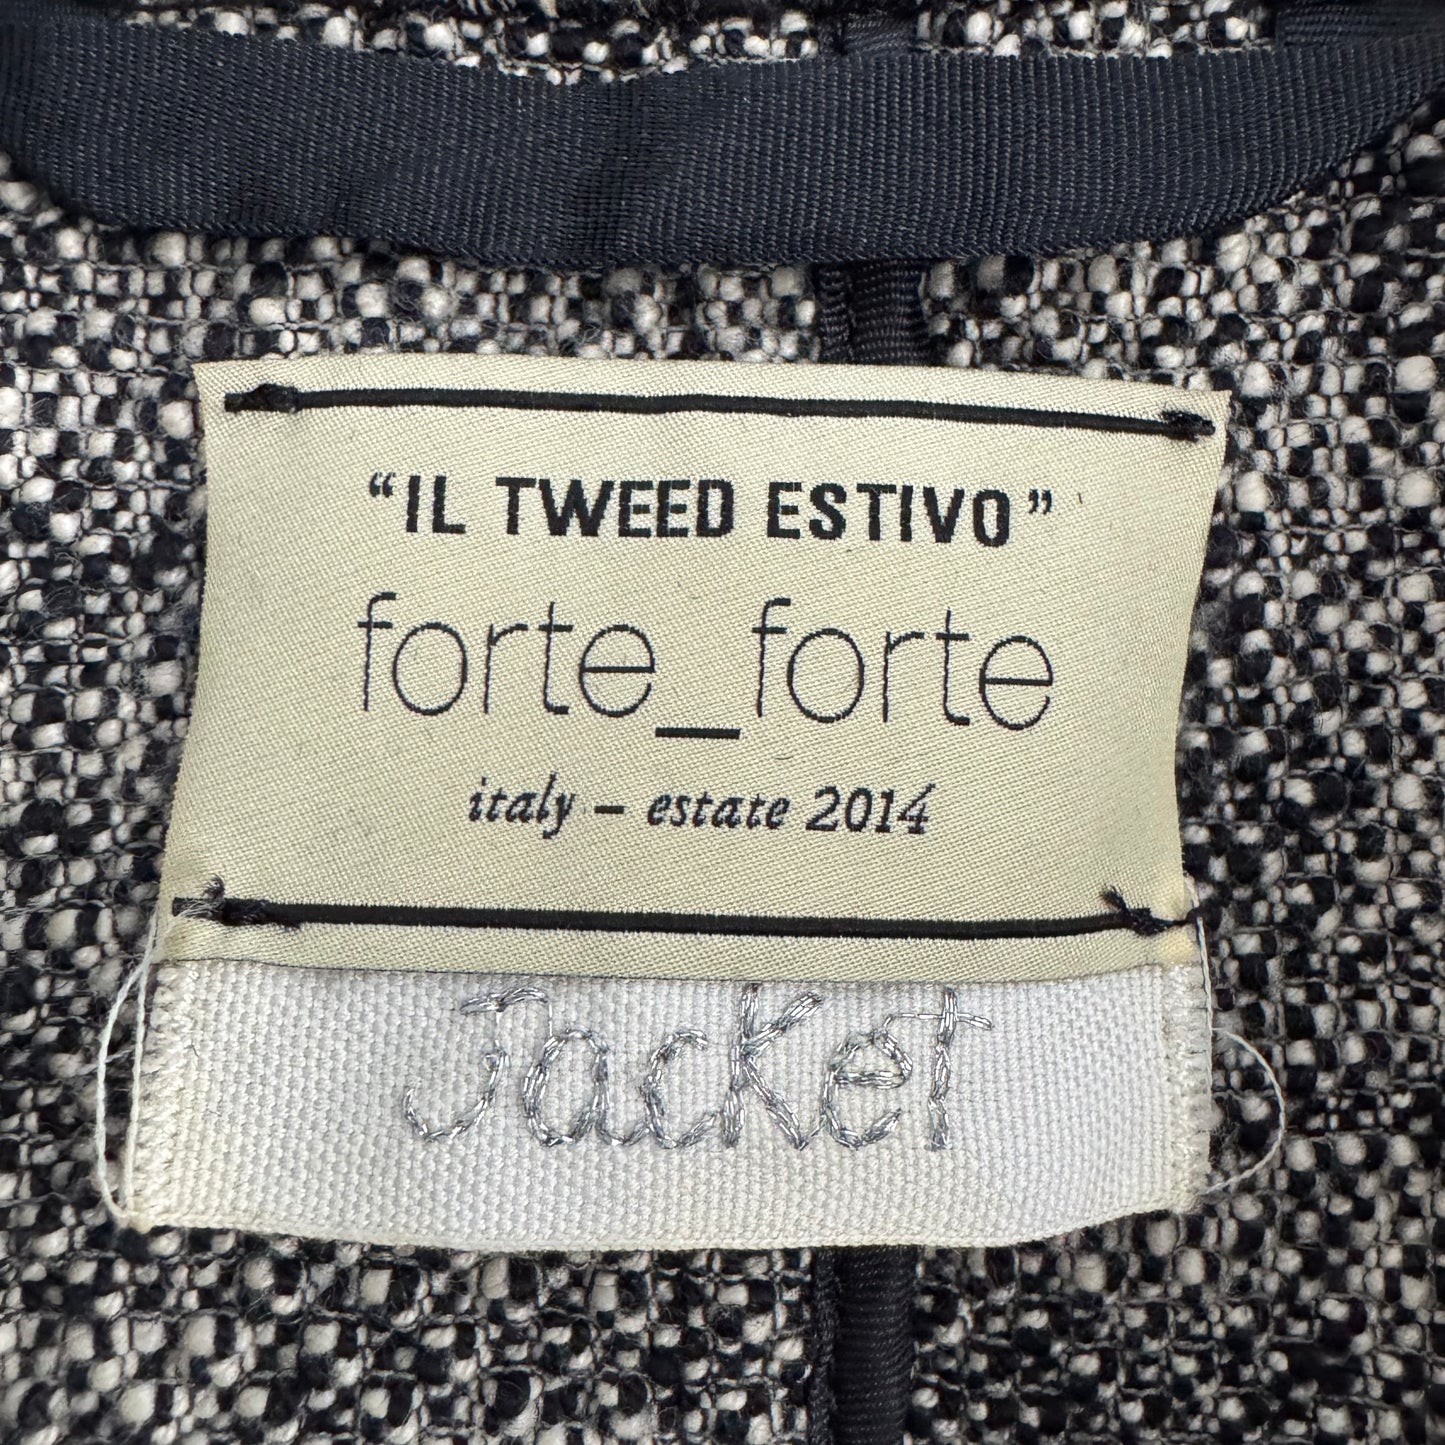 “IL TWEED ESTIVO”
forte_forte
italy – estate 2014
JacKeT